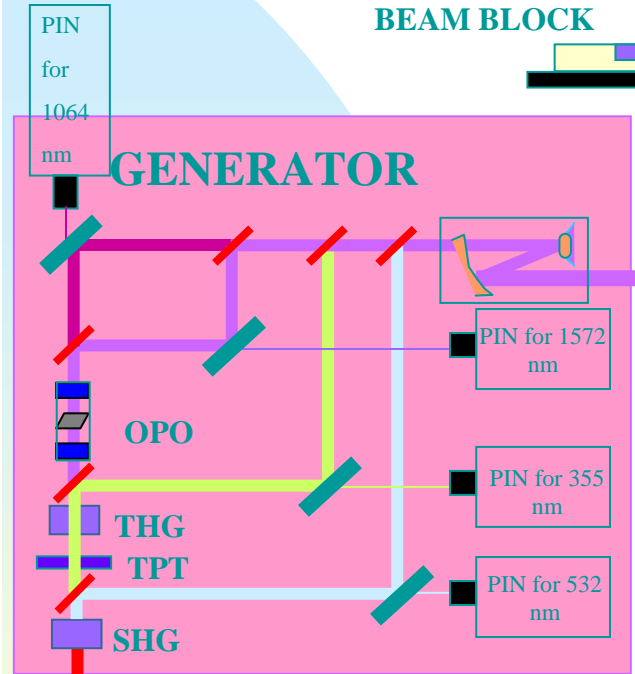 PIN
for
1064
nm
BEAM BLOCK
GENERATOR
PIN for 1572
nm
OPO
PIN for 355
nm
THG
TPT
PIN for 532
nm
SHG